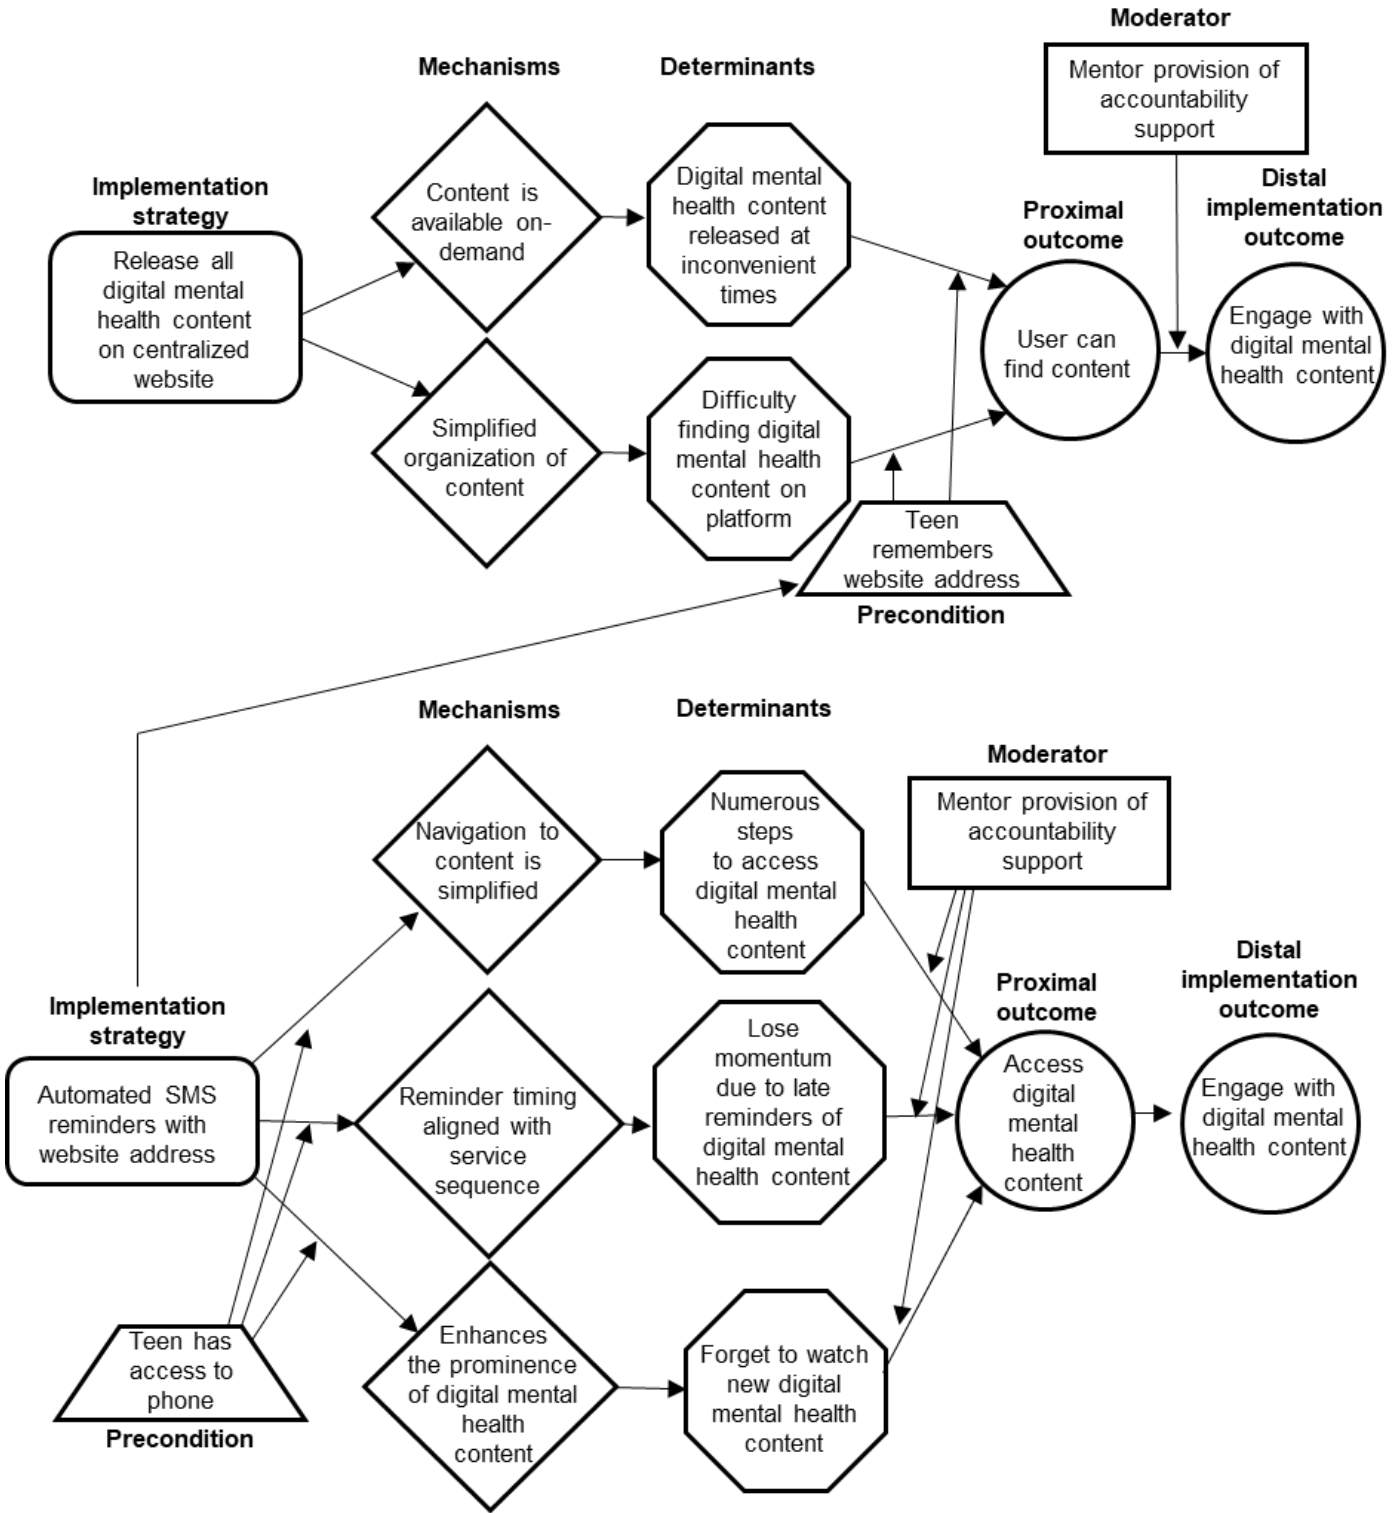 Moderator
Mentor provision of
accountability
support
Mechanisms
Determinants
Implementation
strategy
Release all
digital mental
health content
on centralized
website
Content is
available on-
demand
Digital mental
health content
released at
inconvenient
times
Proximal
outcome
User can
find content
Distal
implementation
outcome
Engage with
digital mental
health content
Simplified
organization of
content
Difficulty
finding digital
mental health
content on
platform
Teen
remembers
website address
Precondition
Mechanisms
Determinants
Moderator
Mentor provision of
accountability
support
Navigation to
content is
simplified
Numerous
steps
to access
digital mental
health
content
Implementation
strategy
Automated SMS
reminders with
website address
Reminder timing
aligned with
service
sequence
Lose
momentum
due to late
reminders of
digital mental
health content
Proximal
outcome
Access
digital
mental
health
content
Distal
implementation
outcome
Engage with
digital mental
health content
Teen has
access to
phone
Precondition
Enhances
the prominence
of digital mental
health
content
Forget to watch
new digital
mental health
content